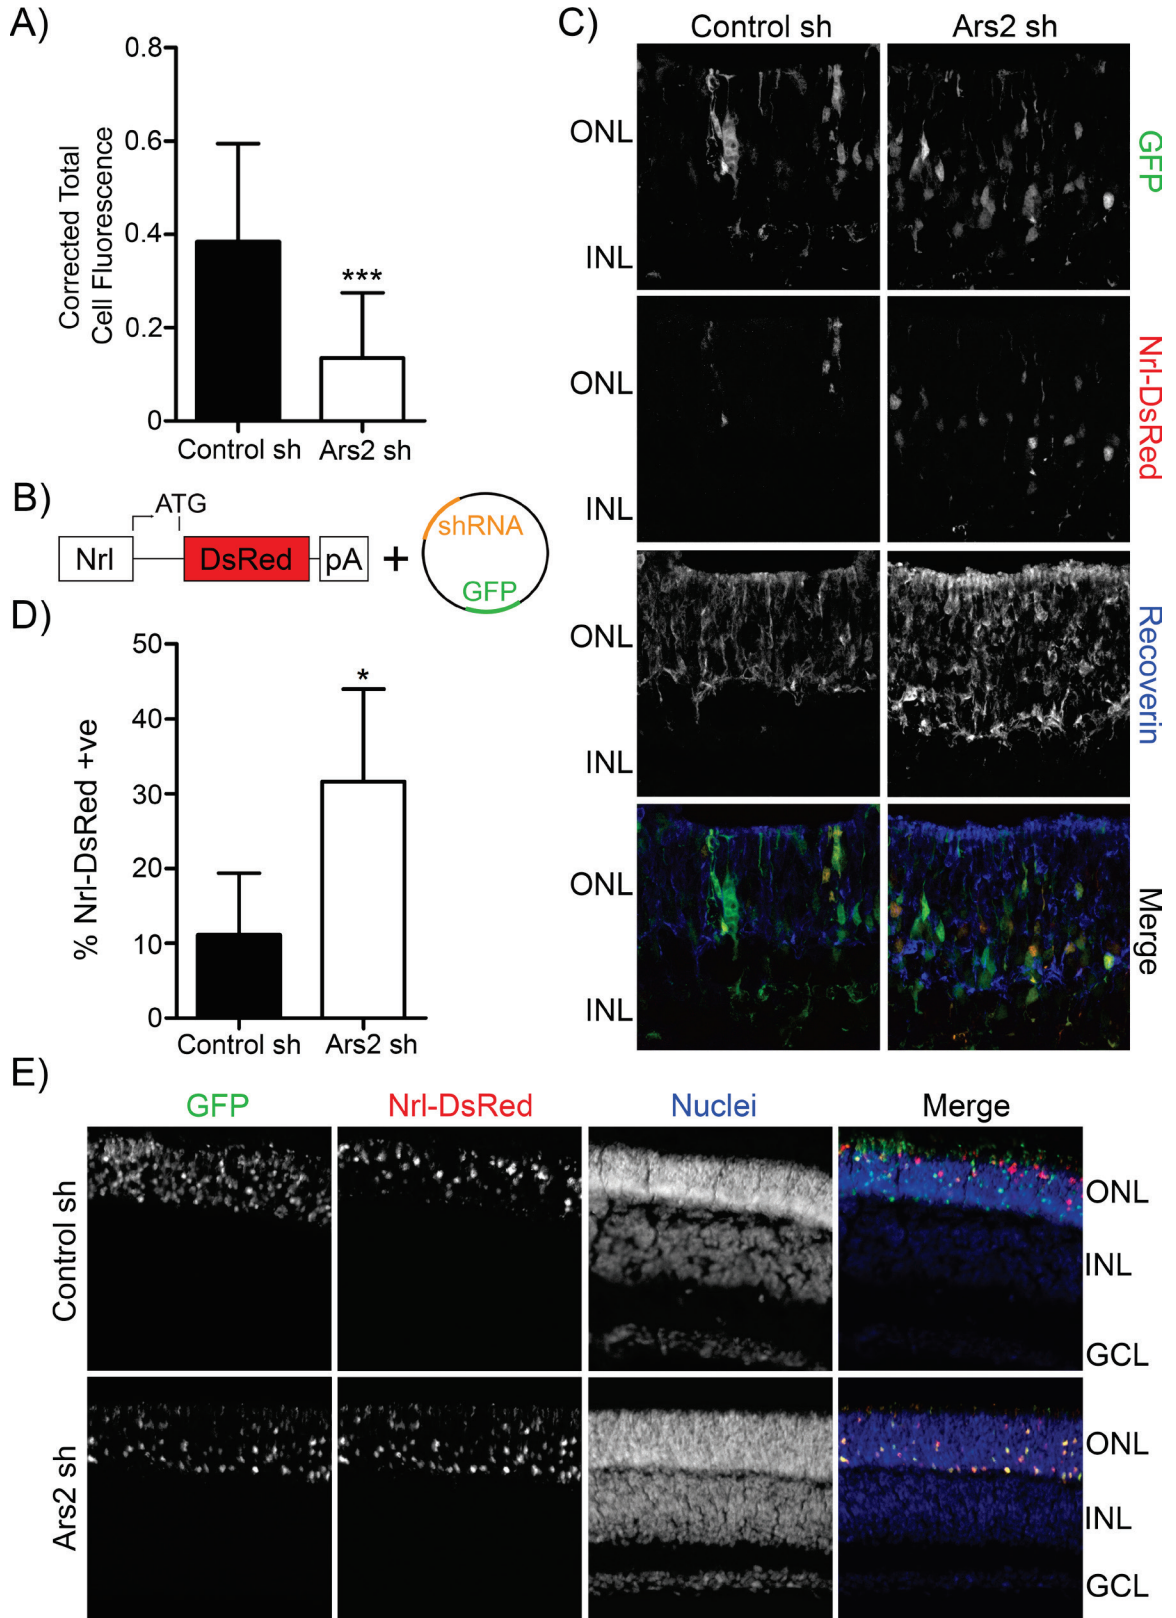 A)
0.8
0.6
0.4
0.2
0
Corrected Total
Cell Fluorescence
***
Control sh
Ars2 sh
B)
Nrl
ATG
DsRed
pA
+
shRNA
GFP
C)
Control sh
Ars2 sh
ONL
INL
GFP
ONL
INL
Nrl-DsRed
ONL
INL
Recoverin
ONL
INL
Merge
D)
50
40
30
20
10
0
% Nrl-DsRed +ve
*
Control sh
Ars2 sh
E)
GFP
Nrl-DsRed
Nuclei
Merge
Control sh
ONL
INL
GCL
Ars2 sh
ONL
INL
GCL